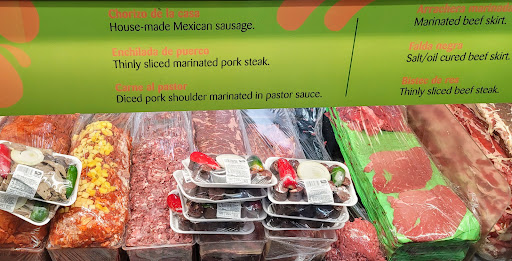 Chorizo de la casa
House-made Mexican sausage.
Enchilada de puerco
Thinly sliced marinated pork steak.
Carne al pastor
Diced pork shoulder marinated in pastor sauce.
Marinated beef skirt.
Falda negra
Salt/oil cured beef skirt.
Thinly sliced beef steak.